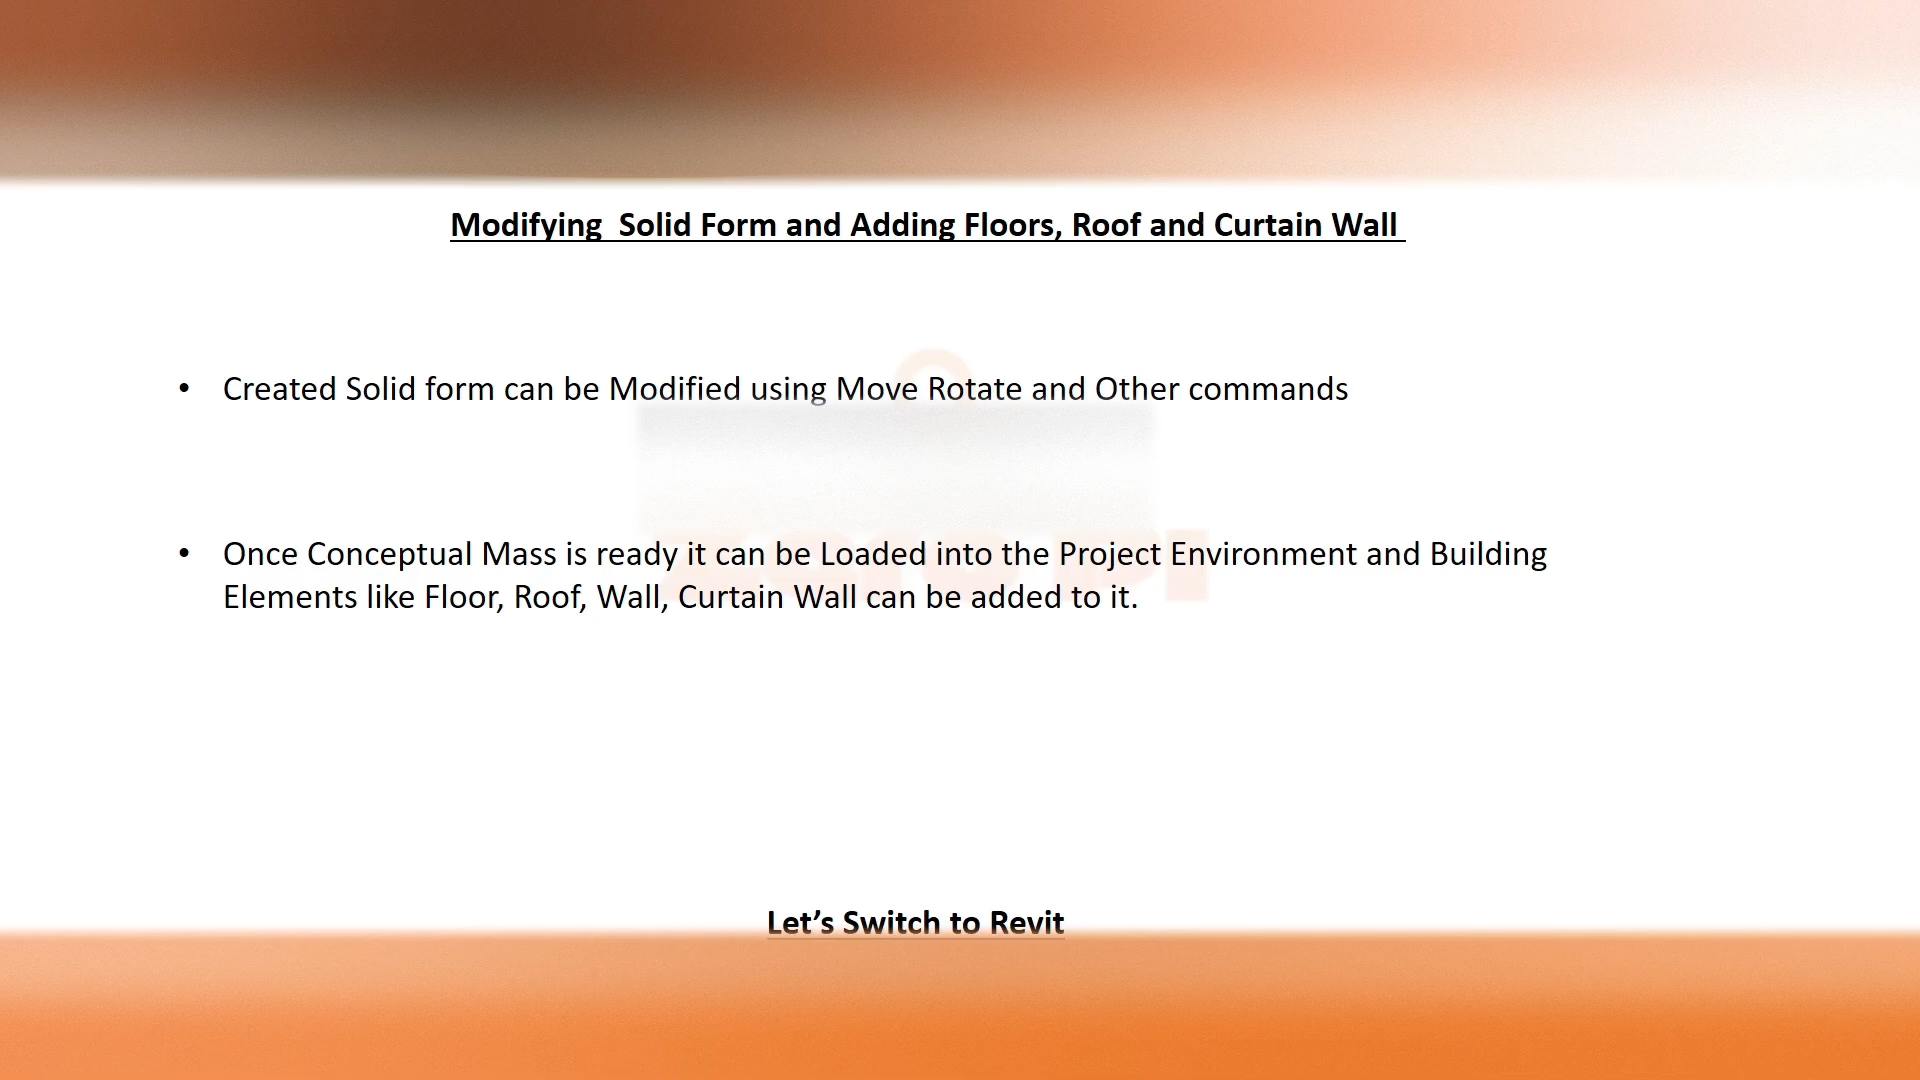 Modifying  Solid Form and Adding Floors, Roof and Curtain Wall
• Created Solid form can be Modified using Move Rotate and Other commands
• Once Conceptual Mass is ready it can be Loaded into the Project Environment and Building
Elements like Floor, Roof, Wall, Curtain Wall can be added to it.
Let’s Switch to Revit